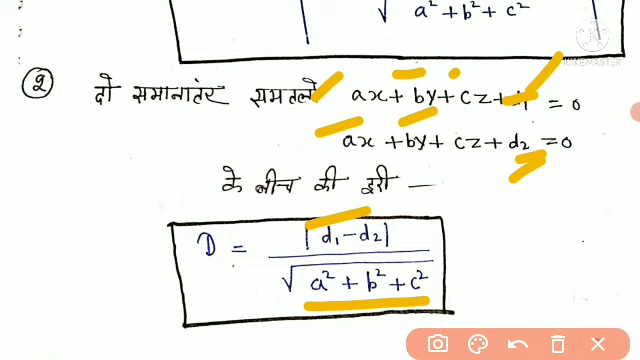 √a²+b²+c²
KINEMASTER
② दो समानांतर समतलो ax+by+cz+d₁ =0
ax+by+cz+d₂=0
के बीच की दूरी —
D = |d₁-d₂|
√a²+b²+c²